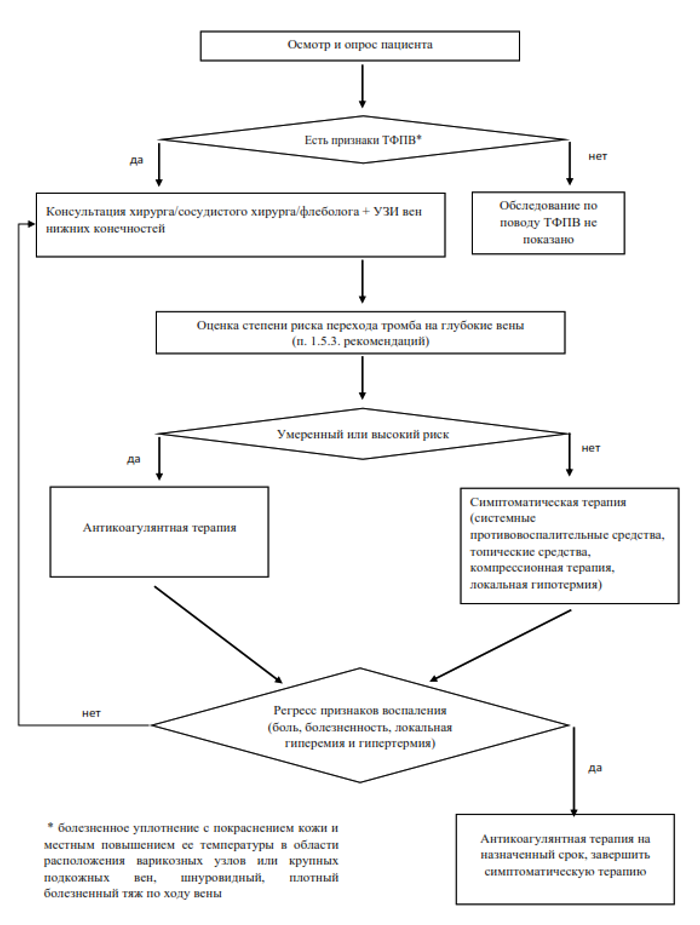 Осмотр и опрос пациента
Есть признаки ТФПВ*
да
нет
Консультация хирурга/сосудистого хирурга/флеболога + УЗИ вен
нижних конечностей
Обследование по
поводу ТФПВ не
показано
Оценка степени риска перехода тромба на глубокие вены
(п. 1.5.3. рекомендаций)
Умеренный или высокий риск
да
нет
Антикоагулянтная терапия
Симптоматическая терапия
(системные
противовоспалительные средства,
топические средства,
компрессионная терапия,
локальная гипотермия)
Регресс признаков воспаления
(боль, болезненность, локальная
гиперемия и гипертермия)
нет
да
* болезненное уплотнение с покраснением кожи и
местным повышением ее температуры в области
расположения варикозных узлов или крупных
подкожных вен, шнуровидный, плотный
болезненный тяж по ходу вены
Антикоагулянтная терапия на
назначенный срок, завершить
симптоматическую терапию